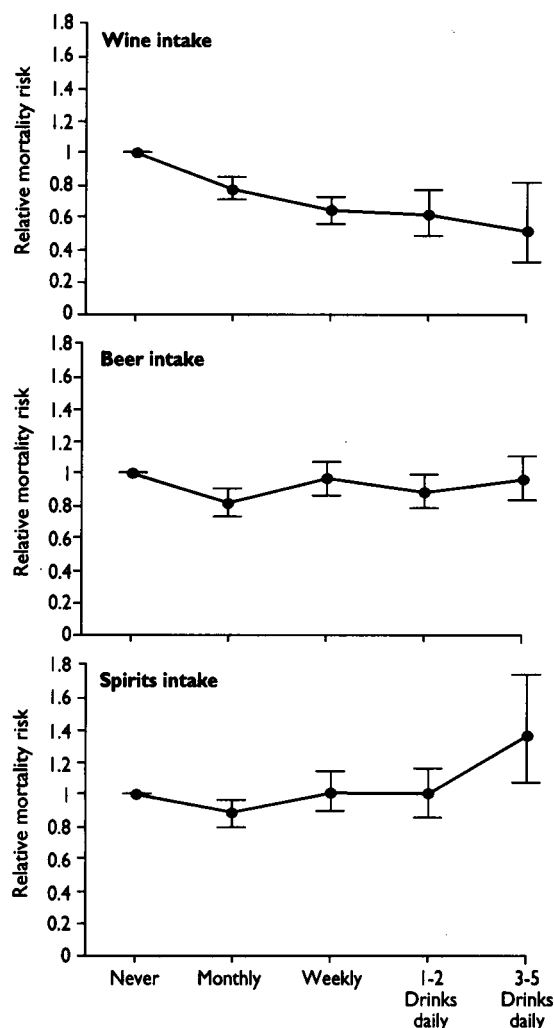 Wine intake
Relative mortality risk
1.8
1.6
1.4
1.2
1
0.8
0.6
0.4
0.2
0
Beer intake
Relative mortality risk
1.8
1.6
1.4
1.2
1
0.8
0.6
0.4
0.2
0
Spirits intake
Relative mortality risk
1.8
1.6
1.4
1.2
1
0.8
0.6
0.4
0.2
0
Never
Monthly
Weekly
1-2
Drinks
daily
3-5
Drinks
daily